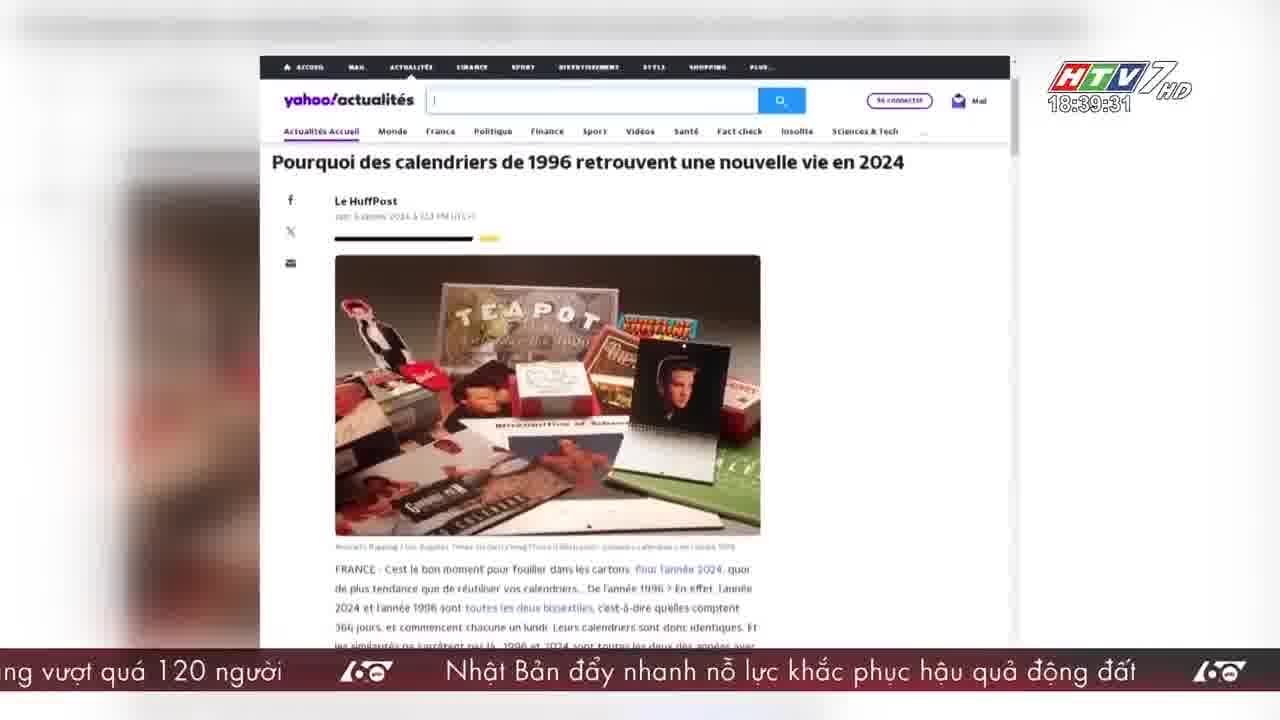 ACCUEIL MAIL ACTUALITÉS FINANCE SPORT DIVERTISSEMENT STYLE SHOPPING PLUS...
HTV7 HD
18:39:31
yahoo!actualités
Se connecter
Mail
Actualités Accueil Monde France Politique Finance Sport Vidéos Santé Fact check Insolite Sciences & Tech ...
Pourquoi des calendriers de 1996 retrouvent une nouvelle vie en 2024
Le HuffPost
TEAPOT
FRANCE - C'est le bon moment pour fouiller dans les cartons. Pour l'année 2024, quoi
de plus tendance que de réutiliser vos calendriers... De l'année 1996 ? En effet, l'année
2024 et l'année 1996 sont toutes les deux bissextiles, c'est-à-dire qu'elles comptent
366 jours, et commencent chacune un lundi. Leurs calendriers sont donc identiques. Et
les similarités ne s'arrêtent pas là, 1996 et 2024 sont toutes les deux des années avec
ng vượt quá 120 người 60 Nhật Bản đẩy nhanh nỗ lực khắc phục hậu quả động đất 60